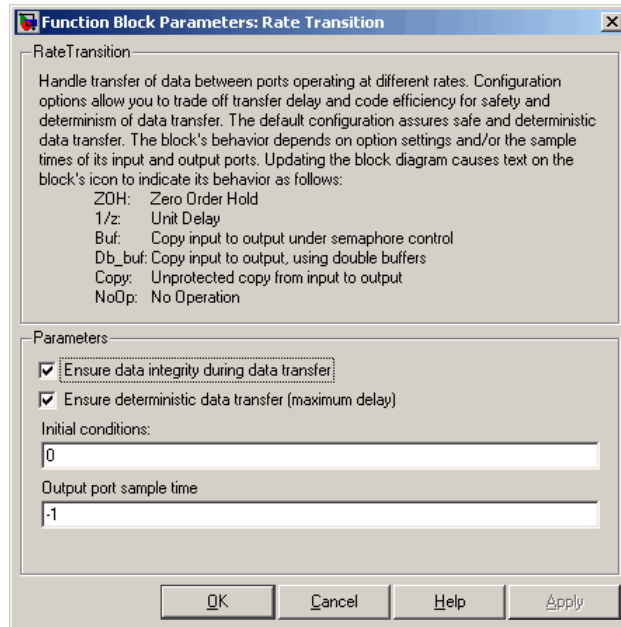 Function Block Parameters: Rate Transition
RateTransition
Handle transfer of data between ports operating at different rates. Configuration
options allow you to trade off transfer delay and code efficiency for safety and
determinism of data transfer. The default configuration assures safe and deterministic
data transfer. The block's behavior depends on option settings and/or the sample
times of its input and output ports. Updating the block diagram causes text on the
block's icon to indicate its behavior as follows:
ZOH: Zero Order Hold
1/z: Unit Delay
Buf: Copy input to output under semaphore control
Db_buf: Copy input to output, using double buffers
Copy: Unprotected copy from input to output
NoOp: No Operation
Parameters
Ensure data integrity during data transfer
Ensure deterministic data transfer (maximum delay)
Initial conditions:
0
Output port sample time
-1
OK Cancel Help Apply